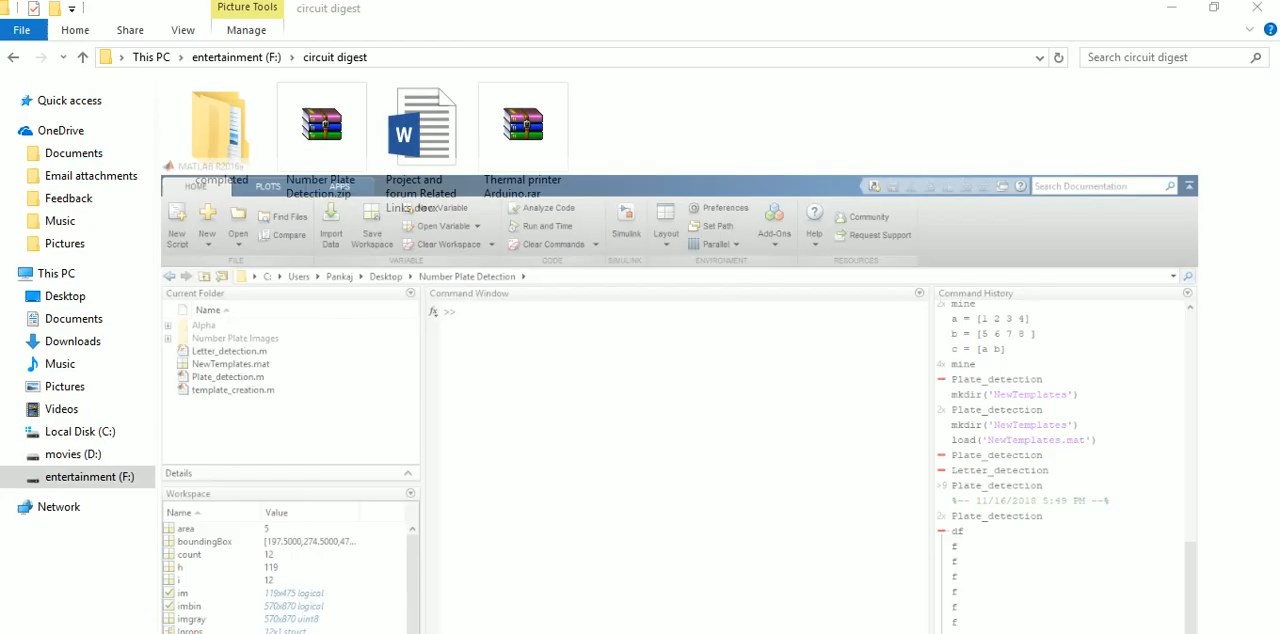 Picture Tools
circuit digest
File Home Share View Manage
This PC entertainment (F:) circuit digest
Search circuit digest
Quick access
OneDrive
Documents
Email attachments
Feedback
Music
Pictures
This PC
Desktop
Documents
Downloads
Music
Pictures
Videos
Local Disk (C:)
movies (D:)
entertainment (F:)
Network
completed
Number Plate
Detection.zip
Project and
forum Related
Links.docx
Thermal printer
Arduino.rar
MATLAB R2016a
HOME PLOTS APPS
Search Documentation
New
Script
New
Open
Find Files
Compare
Import
Data
Save
Workspace
Variable
Open Variable
Clear Workspace
Analyze Code
Run and Time
Clear Commands
Simulink
Layout
Preferences
Set Path
Parallel
Add-Ons
Help
Community
Request Support
FILE VARIABLE CODE SIMULINK ENVIRONMENT RESOURCES
C: Users Pankaj Desktop Number Plate Detection
Current Folder
Name
Alpha
Number Plate Images
Letter_detection.m
NewTemplates.mat
Plate_detection.m
template_creation.m
Details
Workspace
Name Value
area 5
boundingBox [197.5000,274.5000,47...
count 12
h 119
i 12
im 119x475 logical
imbin 570x870 logical
imgray 570x870 uint8
Iprops 12x1 struct
Command Window
fx >>
Command History
2x mine
a = [1 2 3 4]
b = [5 6 7 8 ]
c = [a b]
4x mine
Plate_detection
mkdir('NewTemplates')
2x Plate_detection
mkdir('NewTemplates')
load('NewTemplates.mat')
Plate_detection
Letter_detection
>9 Plate_detection
%-- 11/16/2018 5:49 PM --%
2x Plate_detection
df
f
f
f
f
f
f